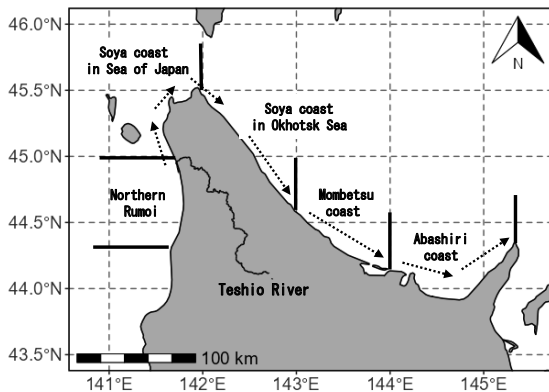 46.0°N
45.5°N
45.0°N
44.5°N
44.0°N
43.5°N
Soya coast
in Sea of Japan
N
Soya coast
in Okhotsk Sea
Northern
Rumoi
Mombetsu
coast
Abashiri
coast
Teshio River
100 km
141°E
142°E
143°E
144°E
145°E